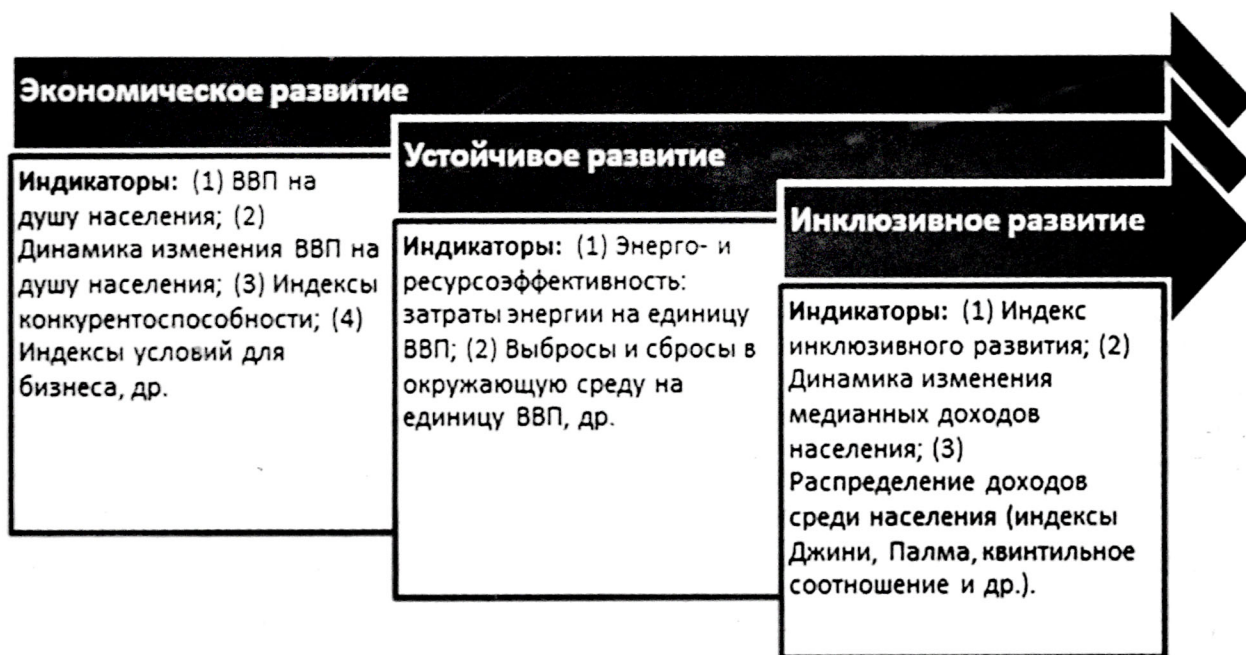 Экономическое развитие
Индикаторы: (1) ВВП на
душу населения; (2)
Динамика изменения ВВП на
душу населения; (3) Индексы
конкурентоспособности; (4)
Индексы условий для
бизнеса, др.
Устойчивое развитие
Индикаторы: (1) Энерго- и
ресурсоэффективность:
затраты энергии на единицу
ВВП; (2) Выбросы и сбросы в
окружающую среду на
единицу ВВП, др.
Инклюзивное развитие
Индикаторы: (1) Индекс
инклюзивного развития; (2)
Динамика изменения
медианных доходов
населения; (3)
Распределение доходов
среди населения (индексы
Джини, Палма, квинтильное
соотношение и др.).